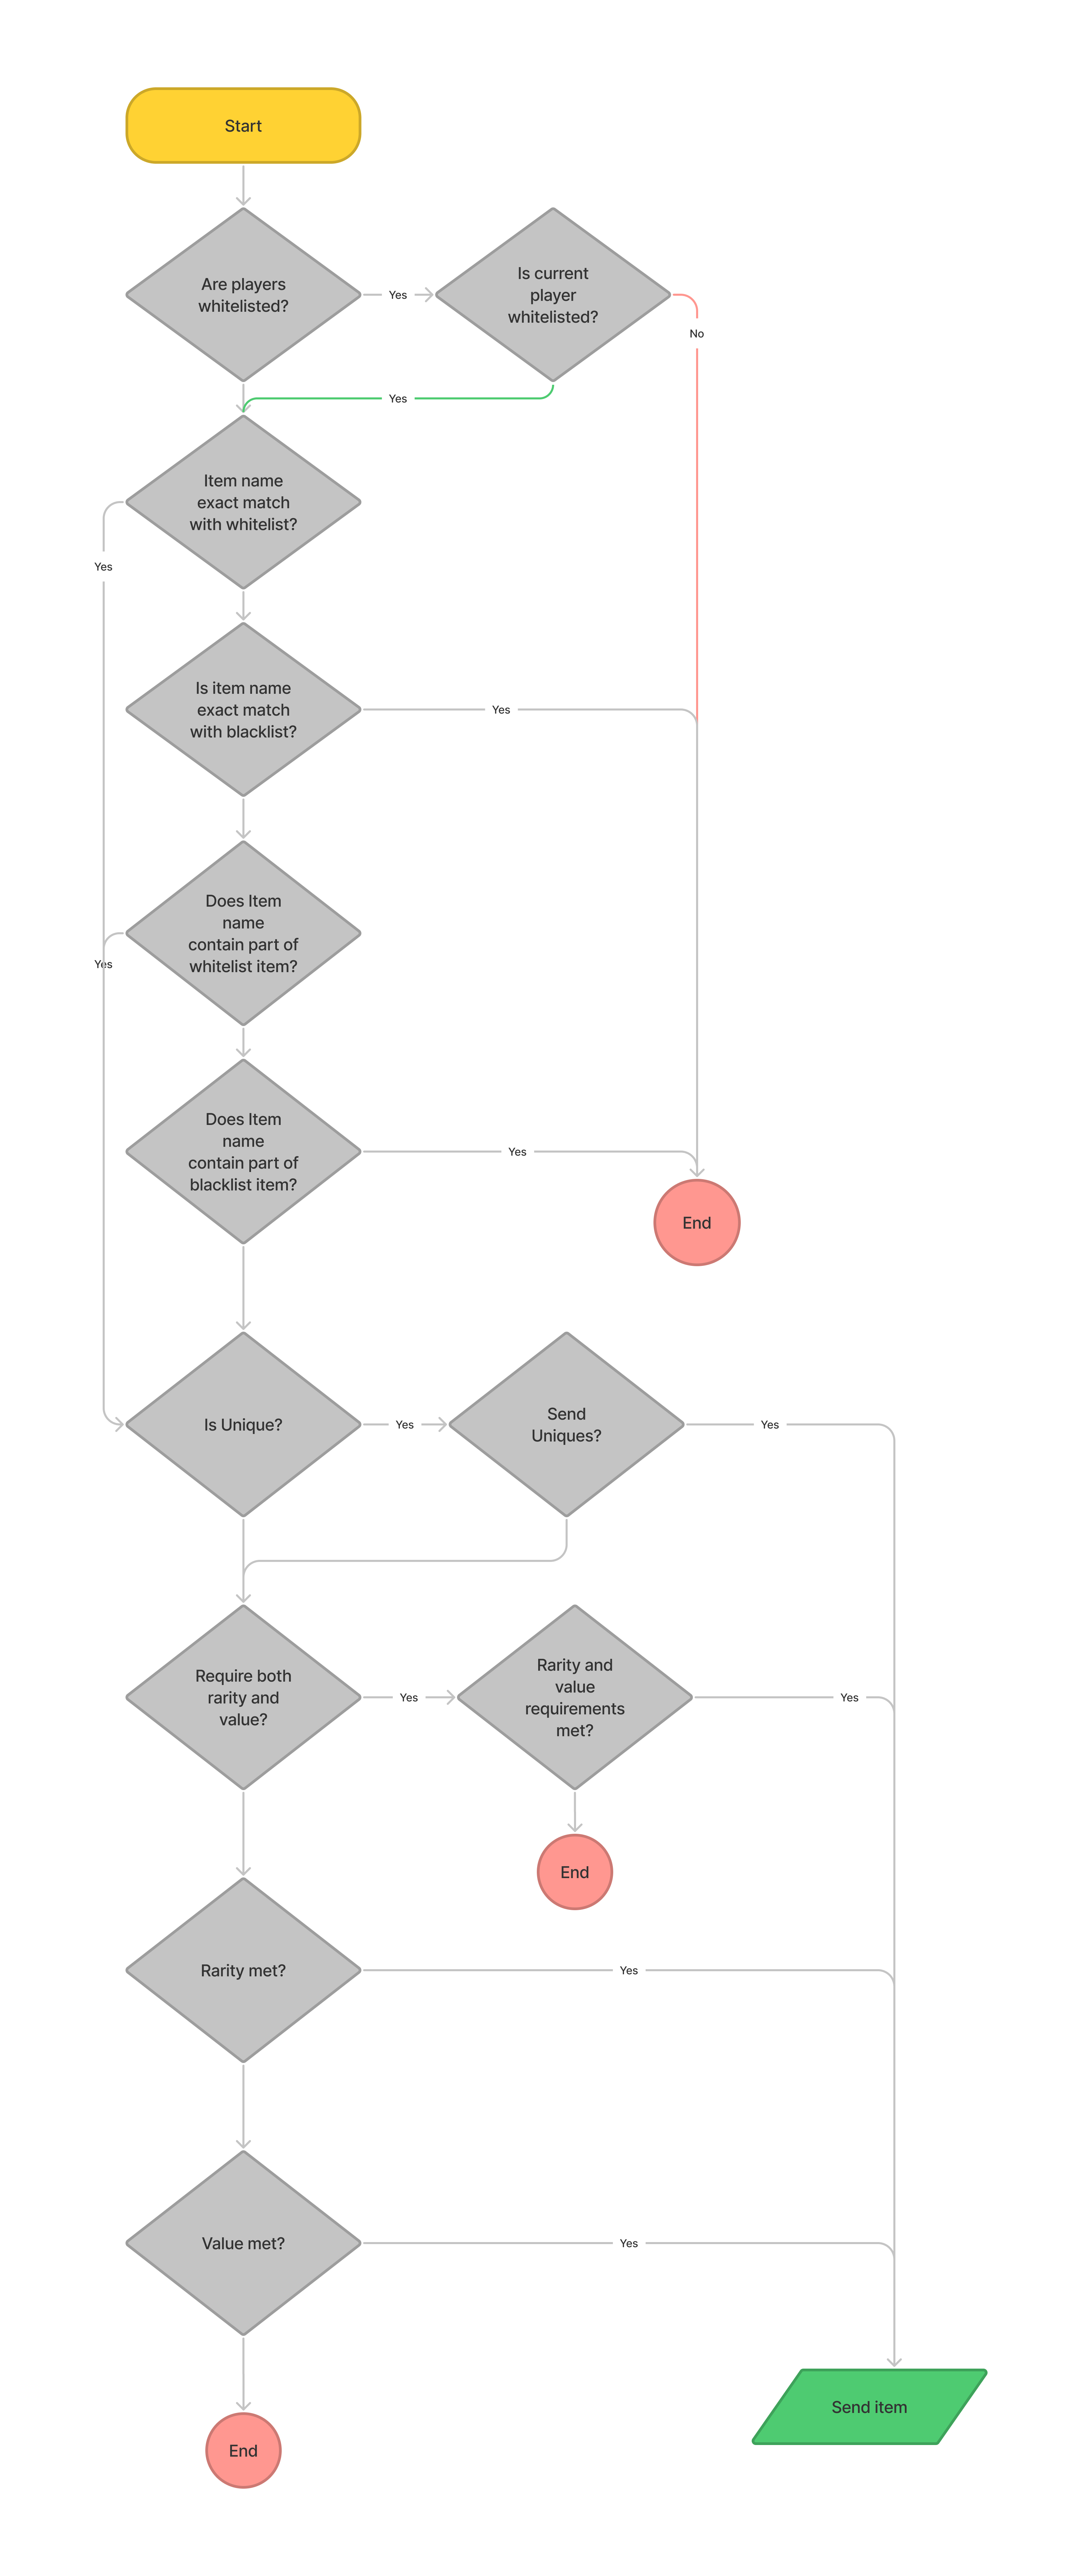 Start
Are players
whitelisted?
Yes
Is current
player
whitelisted?
No
Yes
Item name
exact match
with whitelist?
Yes
Is item name
exact match
with blacklist?
Yes
Does Item
name
contain part of
whitelist item?
Yes
Does Item
name
contain part of
blacklist item?
Yes
End
Is Unique?
Yes
Send
Uniques?
Yes
Require both
rarity and
value?
Yes
Rarity and
value
requirements
met?
Yes
End
Rarity met?
Yes
Value met?
Yes
Send item
End